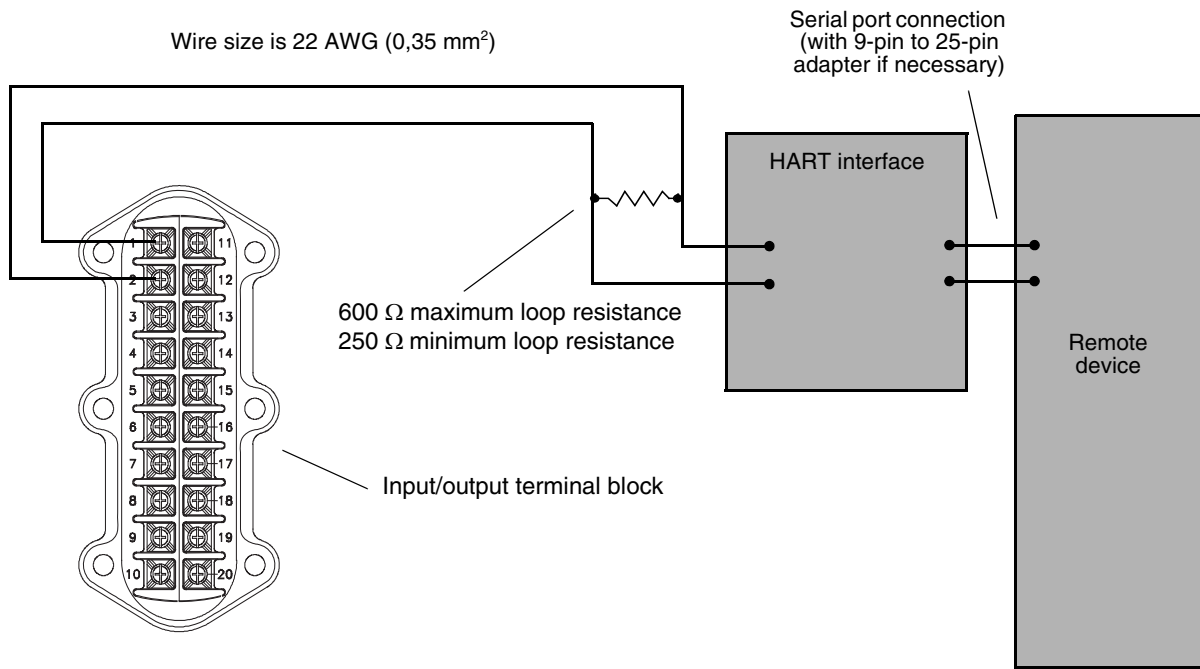 Wire size is 22 AWG (0,35 mm²)
Serial port connection
(with 9-pin to 25-pin
adapter if necessary)
HART interface
Remote
device
600 Ω maximum loop resistance
250 Ω minimum loop resistance
Input/output terminal block
1 11
2 12
3 13
4 14
5 15
6 16
7 17
8 18
9 19
10 20